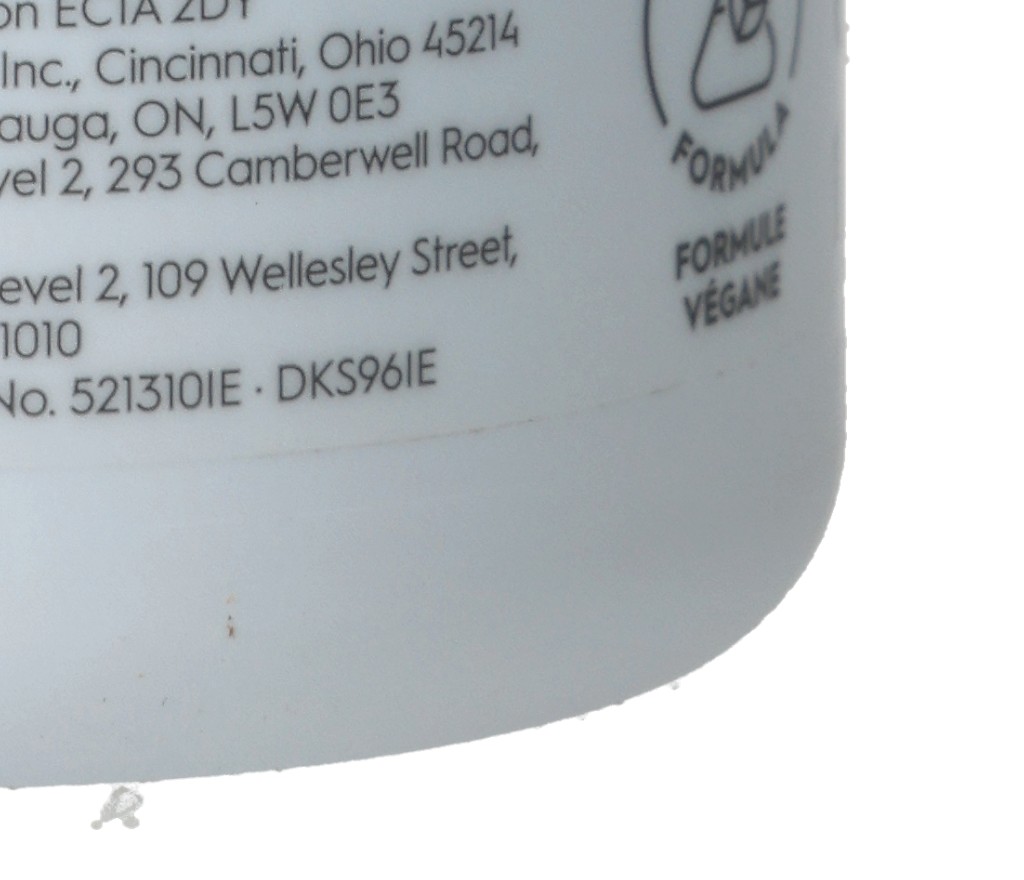 on EC1A 2DY
Inc., Cincinnati, Ohio 45214
auga, ON, L5W 0E3
vel 2, 293 Camberwell Road,
evel 2, 109 Wellesley Street,
1010
No. 521310IE · DKS96IE
FORMULA
FORMULE
VÉGANE